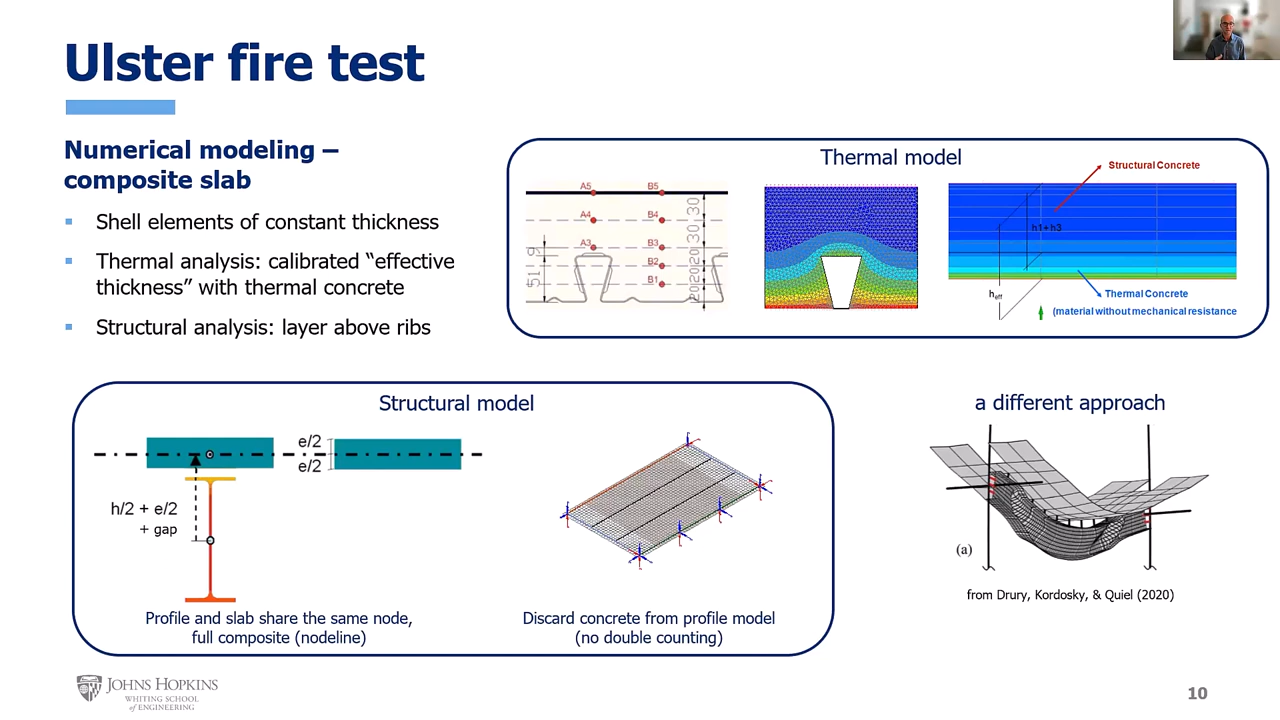 Ulster fire test
Numerical modeling –
composite slab
▪ Shell elements of constant thickness
▪ Thermal analysis: calibrated “effective
thickness” with thermal concrete
▪ Structural analysis: layer above ribs
Thermal model
A5
B5
A4
B4
A3
B3
B2
B1
30
30
20
20
20
9
51
Structural Concrete
h1+h3
heff
Thermal Concrete
(material without mechanical resistance
Structural model
e/2
e/2
h/2 + e/2
+ gap
Profile and slab share the same node,
full composite (nodeline)
Discard concrete from profile model
(no double counting)
a different approach
(a)
from Drury, Kordosky, & Quiel (2020)
JOHNS HOPKINS
WHITING SCHOOL
of ENGINEERING
10